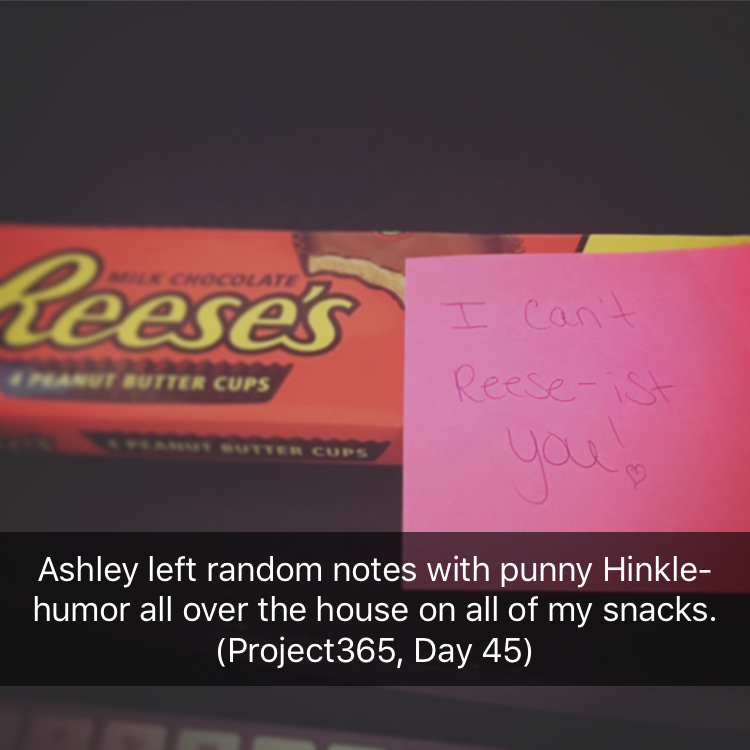 MILK CHOCOLATE
Reese's
4 PEANUT BUTTER CUPS
4 PEANUT BUTTER CUPS
I can't
Reese-ist
you!
Ashley left random notes with punny Hinkle-
humor all over the house on all of my snacks.
(Project365, Day 45)